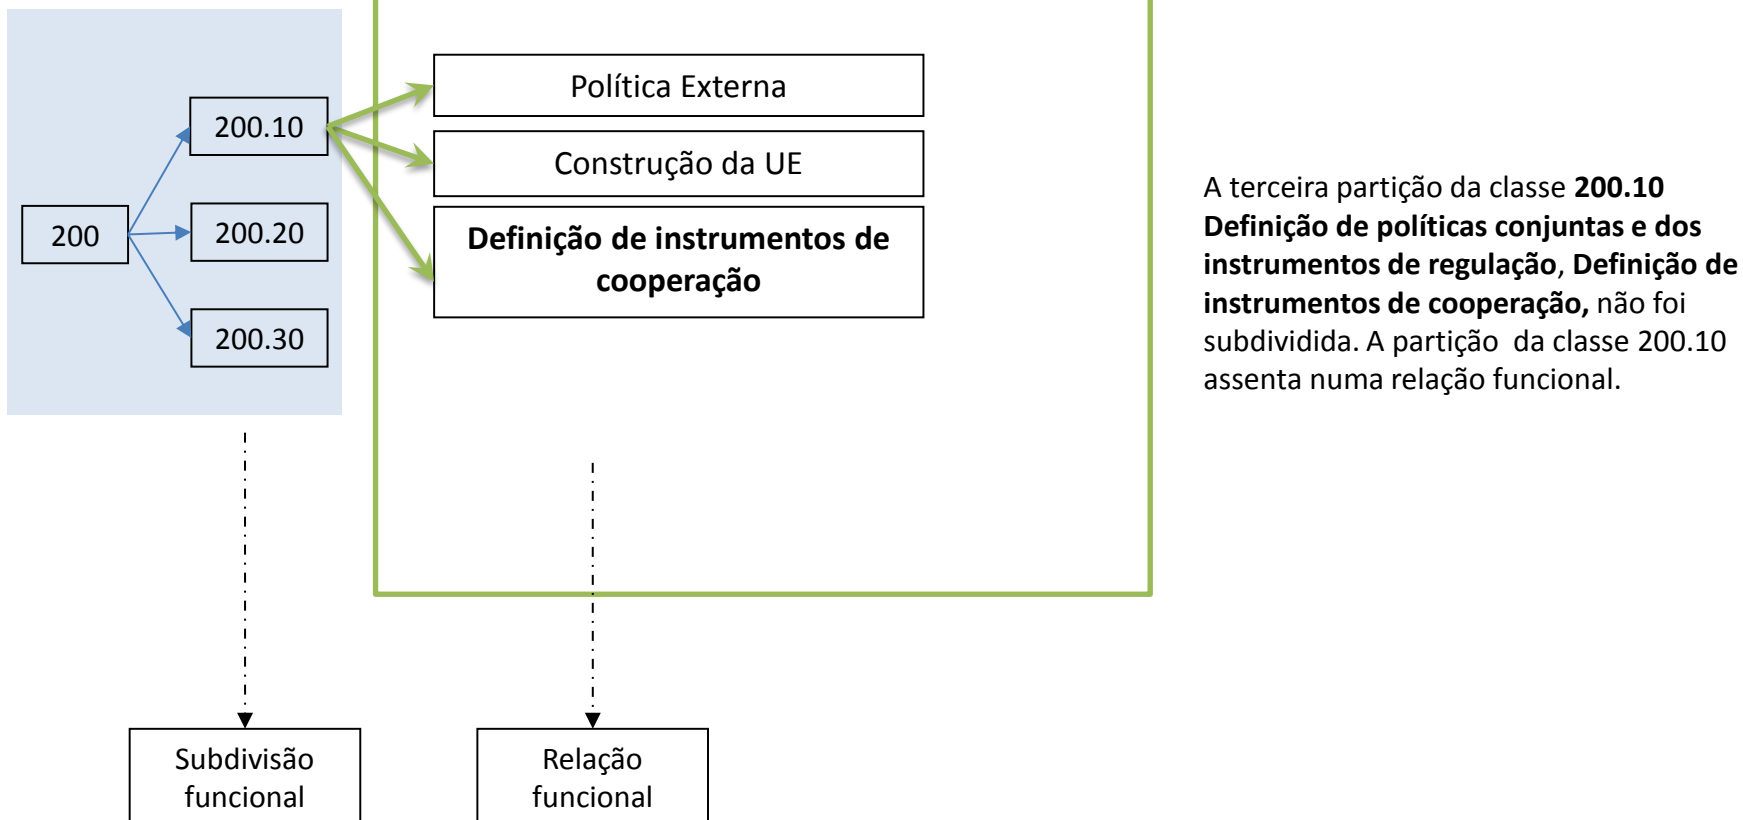 200
200.10
200.20
200.30
Política Externa
Construção da UE
Definição de instrumentos de
cooperação
A terceira partição da classe 200.10
Definição de políticas conjuntas e dos
instrumentos de regulação, Definição de
instrumentos de cooperação, não foi
subdividida. A partição  da classe 200.10
assenta numa relação funcional.
Subdivisão
funcional
Relação
funcional